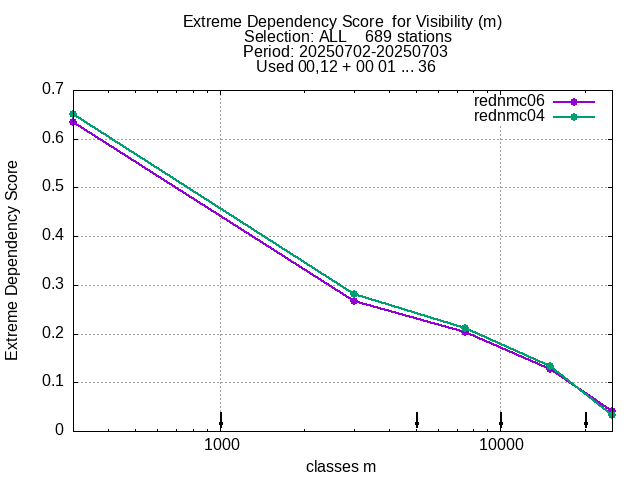 Extreme Dependency Score  for Visibility (m)
Selection: ALL    689 stations
Period: 20250702-20250703
Used 00,12 + 00 01 ... 36
rednmc06
rednmc04
0.7
0.6
0.5
0.4
0.3
0.2
0.1
0
Extreme Dependency Score
1000
10000
classes m